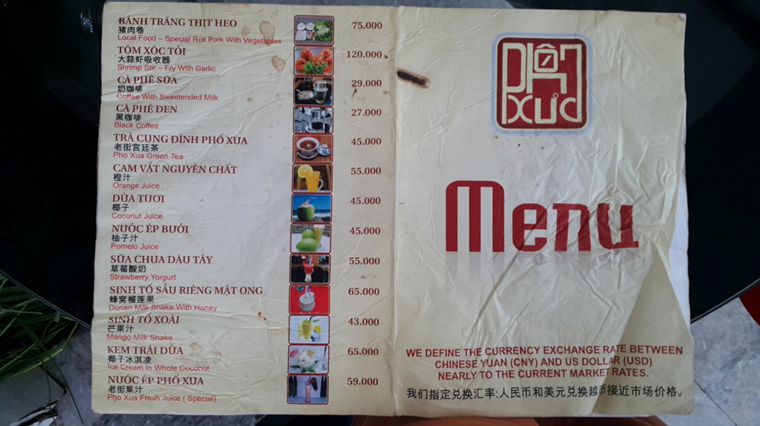 BÁNH TRÁNG THỊT HEO 75.000
猪肉卷
Local Food – Special Roll Pork With Vegetables
TÔM XÓC TỎI 120.000
大蒜虾吸收器
Shrimp Stir – Fry With Garlic
CÀ PHÊ SỮA 29.000
奶咖啡
Coffee With Sweetended Milk
CÀ PHÊ ĐEN 27.000
黑咖啡
Black Coffee
TRÀ CUNG ĐÌNH PHỐ XƯA 45.000
老街宫廷茶
Pho Xua Green Tea
CAM VẮT NGUYÊN CHẤT 55.000
橙汁
Orange Juice
DỪA TƯƠI 45.000
椰子
Coconut Juice
NƯỚC ÉP BƯỞI 45.000
柚子汁
Pomelo Juice
SỮA CHUA DÂU TÂY 55.000
草莓酸奶
Strawberry Yorgurt
SINH TỐ SẦU RIÊNG MẬT ONG 65.000
蜂窝榴莲果
Durian Milk Shake With Honey
SINH TỐ XOÀI 43.000
芒果汁
Mango Milk Shake
KEM TRÁI DỪA 65.000
椰子冰淇凌
Ice Cream In Whole Coconut
NƯỚC ÉP PHỐ XƯA 59.000
老街果汁
Pho Xua Fresh Juice ( Special)
PHỐ
XƯA
Menu
WE DEFINE THE CURRENCY EXCHANGE RATE BETWEEN
CHINESE YUAN (CNY) AND US DOLLAR (USD)
NEARLY TO THE CURRENT MARKET RATES.
我们指定兑换汇率:人民币和美元兑换越币接近市场价格。